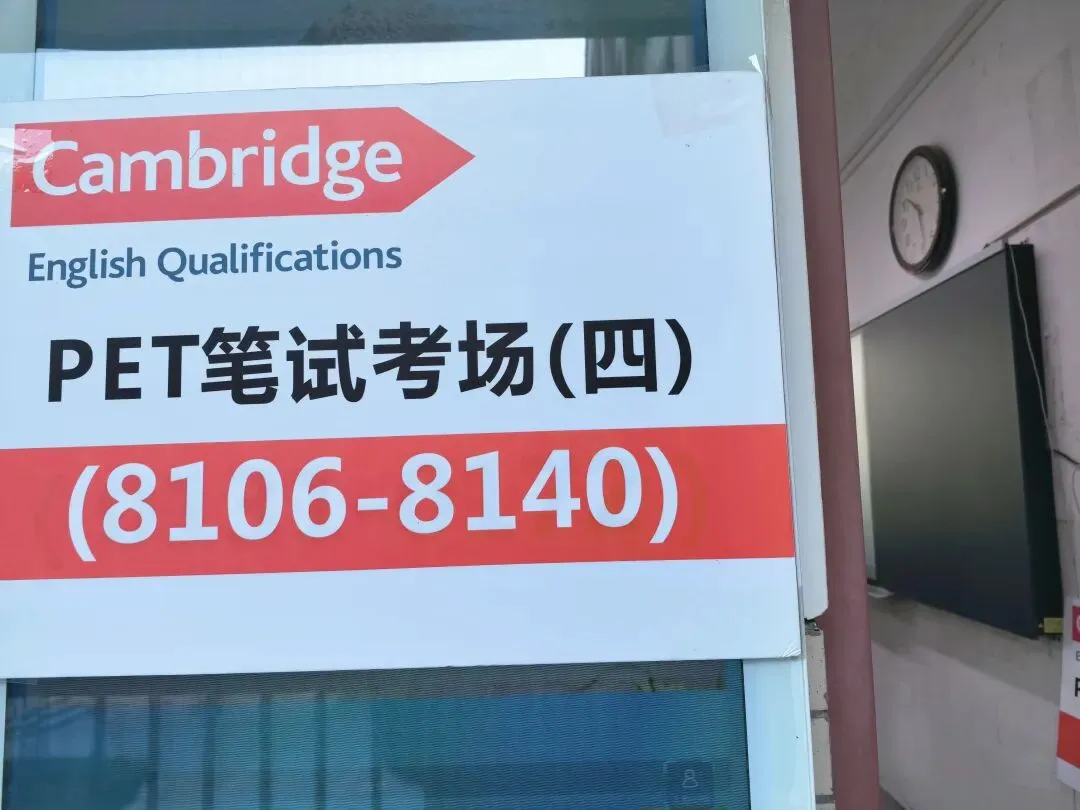 Cambridge
English Qualifications
PET笔试考场(四)
(8106-8140)